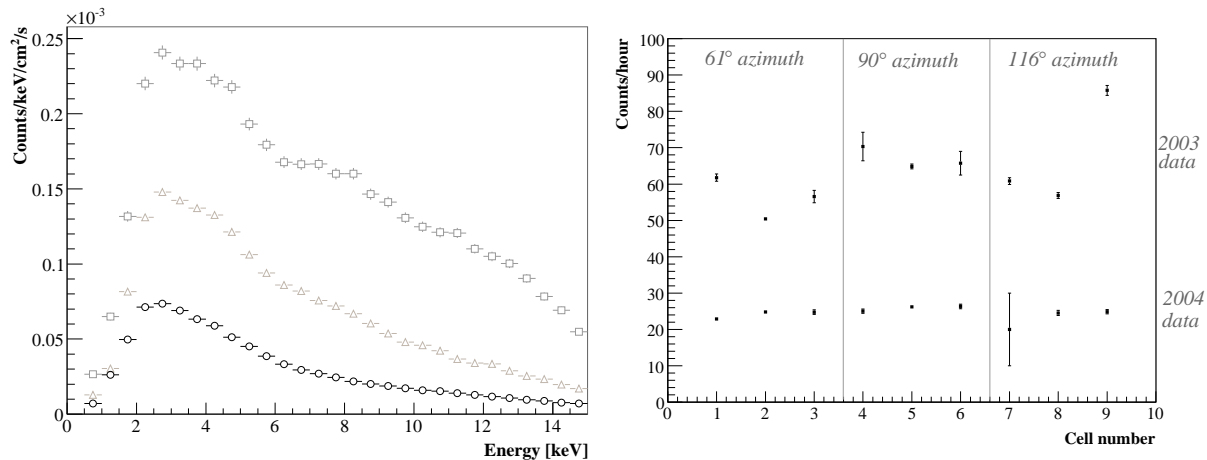 ×10⁻³
Counts/keV/cm²/s
0.25
0.2
0.15
0.1
0.05
0
0 2 4 6 8 10 12 14
Energy [keV]
Counts/hour
100
90
80
70
60
50
40
30
20
10
0
61° azimuth 90° azimuth 116° azimuth
2003
data
2004
data
0 1 2 3 4 5 6 7 8 9 10
Cell number